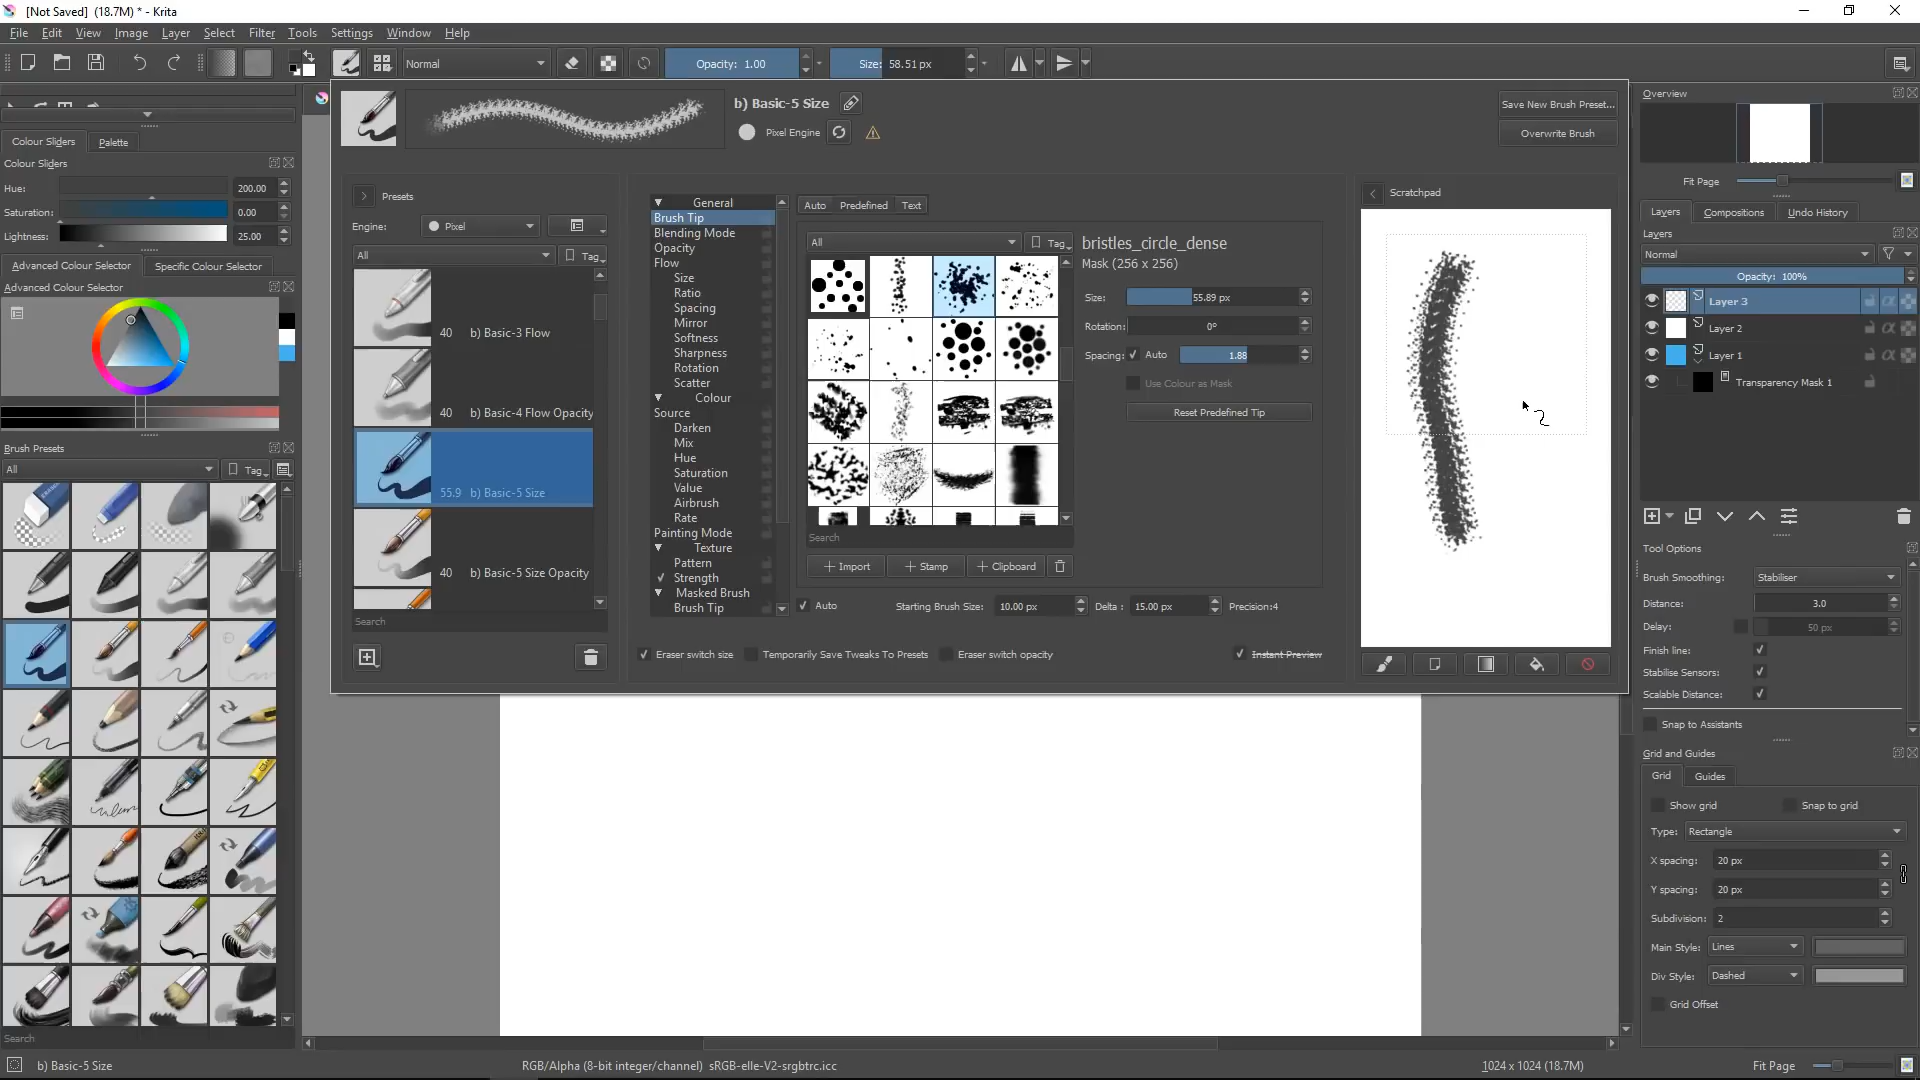 [Not Saved] (18.7M) * - Krita
File Edit View Image Layer Select Filter Tools Settings Window Help
Normal
Opacity: 1.00
Size: 58.51 px
Colour Sliders Palette
Colour Sliders
Hue: 200.00
Saturation: 0.00
Lightness: 25.00
Advanced Colour Selector Specific Colour Selector
Advanced Colour Selector
Brush Presets
All Tag
Search
b) Basic-5 Size
Pixel Engine
Save New Brush Preset...
Overwrite Brush
Presets
Engine: Pixel
All Tag
40 b) Basic-3 Flow
40 b) Basic-4 Flow Opacity
55.9 b) Basic-5 Size
40 b) Basic-5 Size Opacity
Search
General
Brush Tip
Blending Mode
Opacity
Flow
Size
Ratio
Spacing
Mirror
Softness
Sharpness
Rotation
Scatter
Colour
Source
Darken
Mix
Hue
Saturation
Value
Airbrush
Rate
Painting Mode
Texture
Pattern
Strength
Masked Brush
Brush Tip
Auto Predefined Text
All Tag
Search
Import Stamp Clipboard
bristles_circle_dense
Mask (256 x 256)
Size: 55.89 px
Rotation: 0°
Spacing: Auto 1.88
Use Colour as Mask
Reset Predefined Tip
Auto Starting Brush Size: 10.00 px Delta : 15.00 px Precision:4
Eraser switch size Temporarily Save Tweaks To Presets Eraser switch opacity Instant Preview
Scratchpad
Overview
Fit Page
Layers Compositions Undo History
Layers
Normal
Opacity: 100%
Layer 3
Layer 2
Layer 1
Transparency Mask 1
Tool Options
Brush Smoothing: Stabiliser
Distance: 3.0
Delay: 50 px
Finish line:
Stabilise Sensors:
Scalable Distance:
Snap to Assistants
Grid and Guides
Grid Guides
Show grid Snap to grid
Type: Rectangle
X spacing: 20 px
Y spacing: 20 px
Subdivision: 2
Main Style: Lines
Div Style: Dashed
Grid Offset
b) Basic-5 Size
RGB/Alpha (8-bit integer/channel) sRGB-elle-V2-srgbtrc.icc
1024 x 1024 (18.7M)
Fit Page